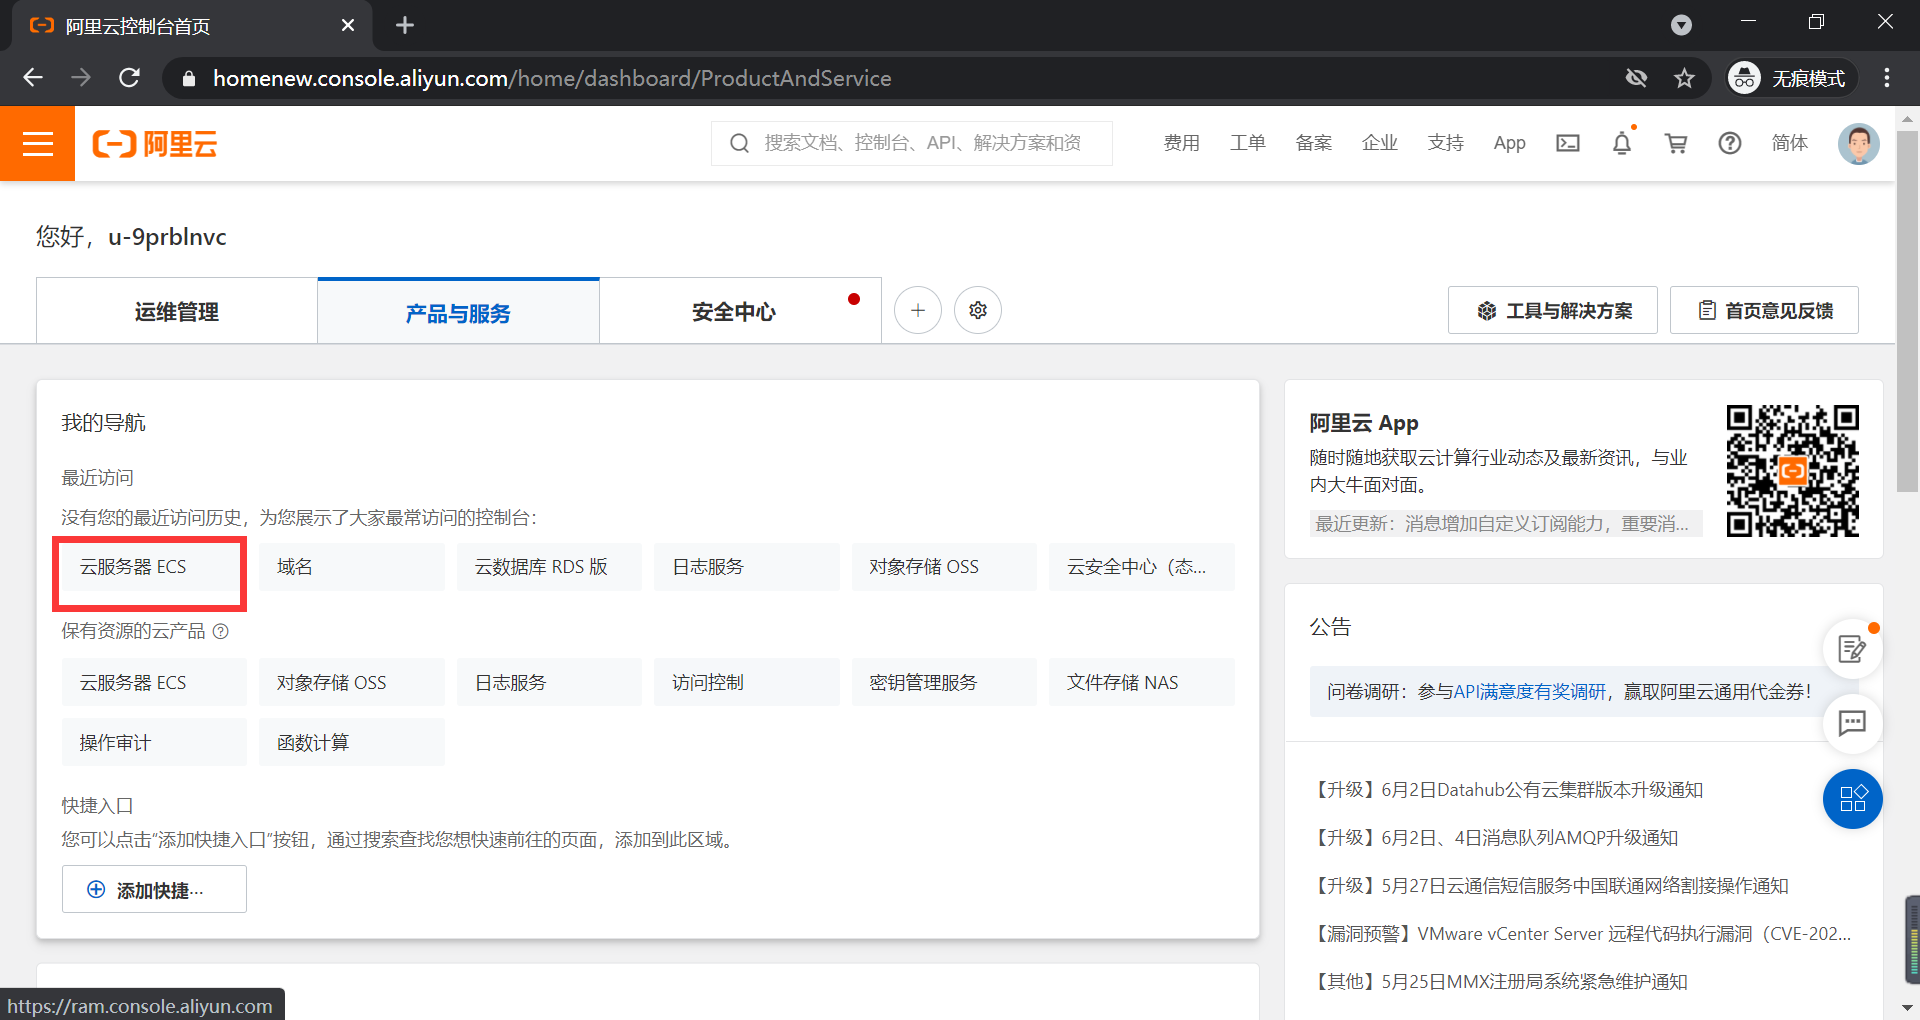 阿里云控制台首页
homenew.console.aliyun.com/home/dashboard/ProductAndService
无痕模式
阿里云
搜索文档、控制台、API、解决方案和资
费用 工单 备案 企业 支持 App 简体
您好，u-9prblnvc
运维管理 产品与服务 安全中心
工具与解决方案 首页意见反馈
我的导航
最近访问
没有您的最近访问历史，为您展示了大家最常访问的控制台：
云服务器 ECS 域名 云数据库 RDS 版 日志服务 对象存储 OSS 云安全中心（态...
保有资源的云产品
云服务器 ECS 对象存储 OSS 日志服务 访问控制 密钥管理服务 文件存储 NAS
操作审计 函数计算
快捷入口
您可以点击“添加快捷入口”按钮，通过搜索查找您想快速前往的页面，添加到此区域。
添加快捷...
阿里云 App
随时随地获取云计算行业动态及最新资讯，与业
内大牛面对面。
最近更新：消息增加自定义订阅能力，重要消...
公告
问卷调研：参与API满意度有奖调研，赢取阿里云通用代金券！
【升级】6月2日Datahub公有云集群版本升级通知
【升级】6月2日、4日消息队列AMQP升级通知
【升级】5月27日云通信短信服务中国联通网络割接操作通知
【漏洞预警】VMware vCenter Server 远程代码执行漏洞（CVE-202...
【其他】5月25日MMX注册局系统紧急维护通知
https://ram.console.aliyun.com